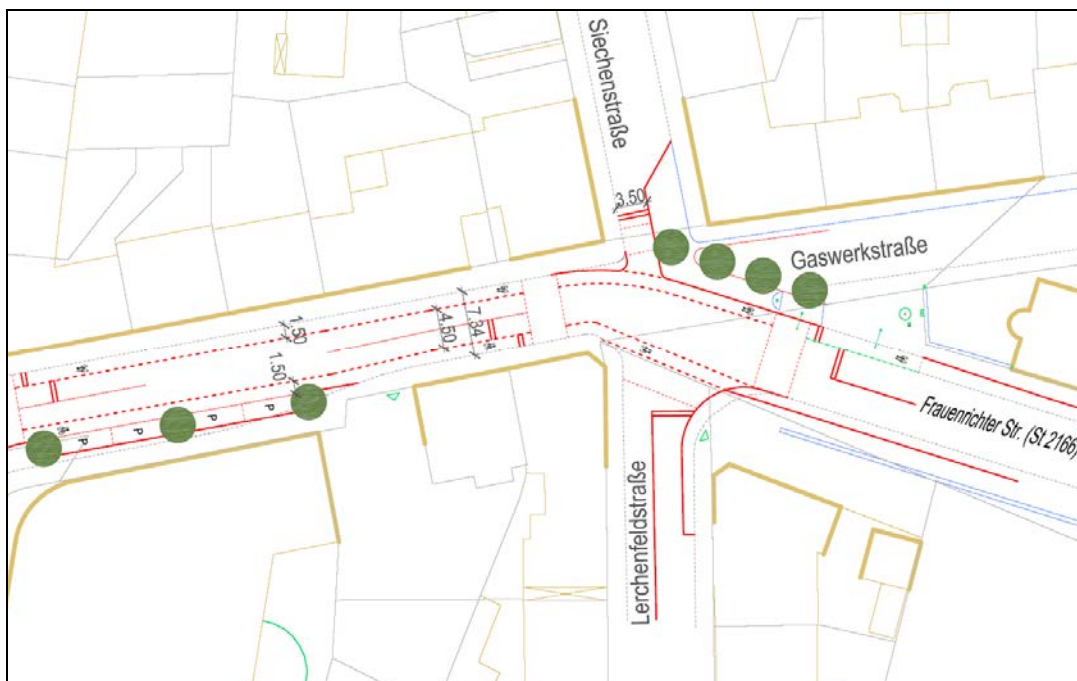 Siechenstraße
3.50
Gaswerkstraße
1.50
4.50
7.34
1.50
P
P
P
P
Frauenrichter Str. (St 2166)
Lerchenfeldstraße